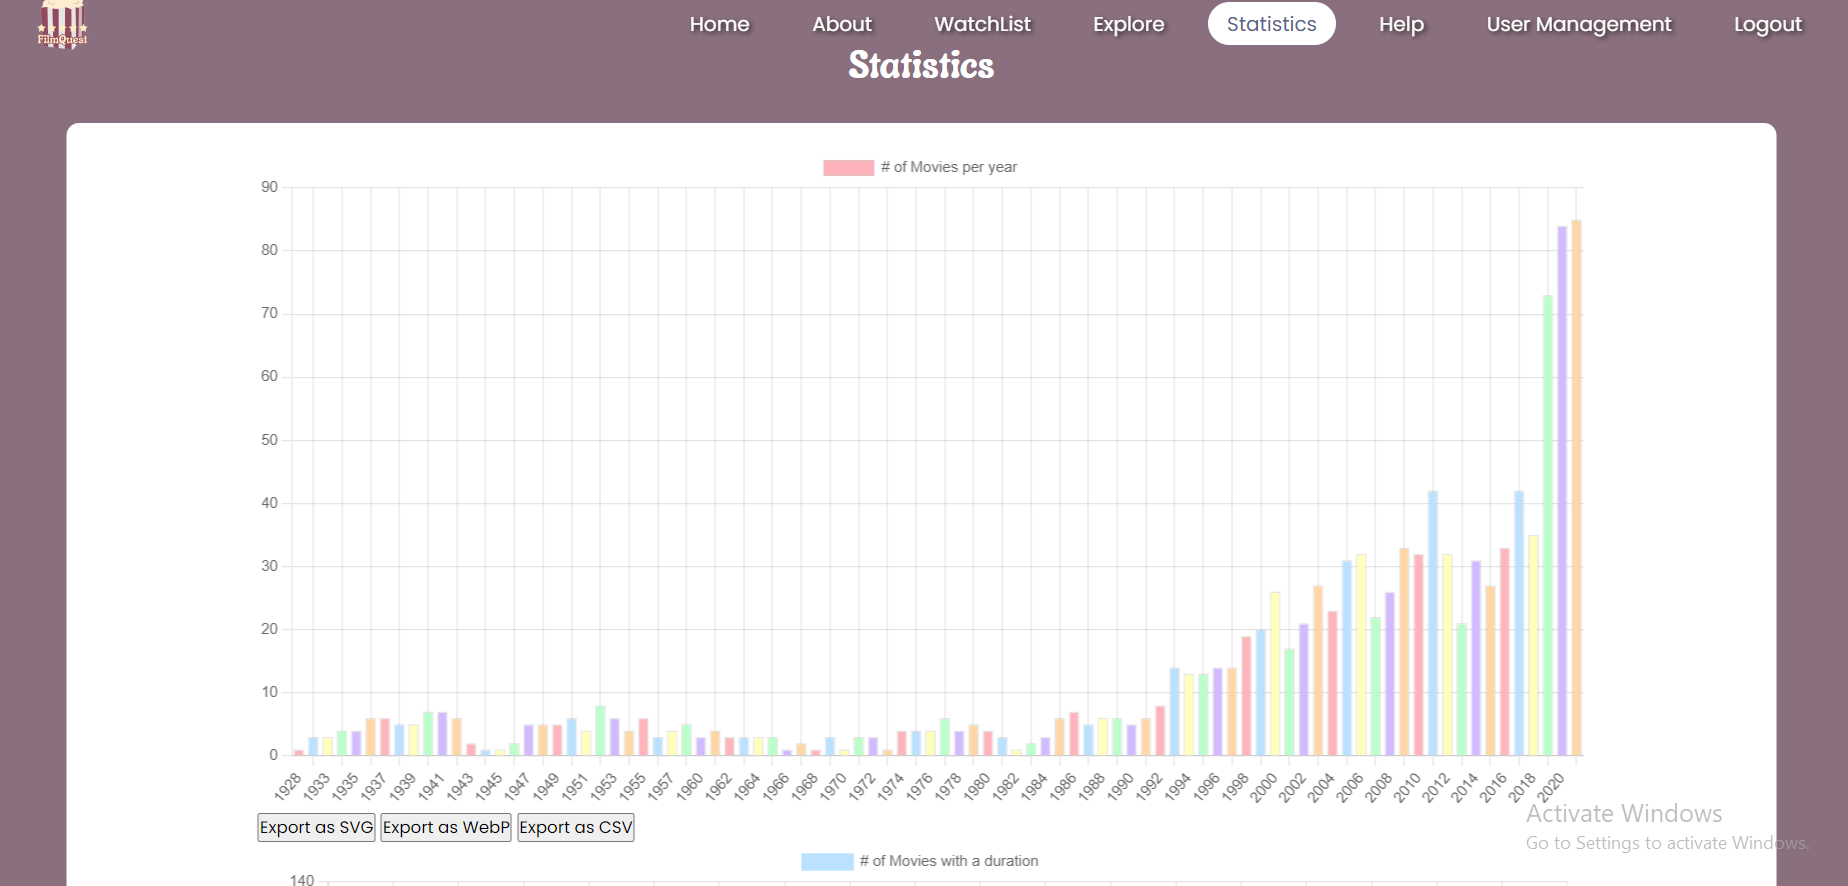 FilmQuest
Home About WatchList Explore Statistics Help User Management Logout
Statistics
# of Movies per year
90
80
70
60
50
40
30
20
10
0
1928 1933 1935 1937 1939 1941 1943 1945 1947 1949 1951 1953 1955 1957 1960 1962 1964 1966 1968 1970 1972 1974 1976 1978 1980 1982 1984 1986 1988 1990 1992 1994 1996 1998 2000 2002 2004 2006 2008 2010 2012 2014 2016 2018 2020
Activate Windows
Go to Settings to activate Windows.
Export as SVG Export as WebP Export as CSV
# of Movies with a duration
140